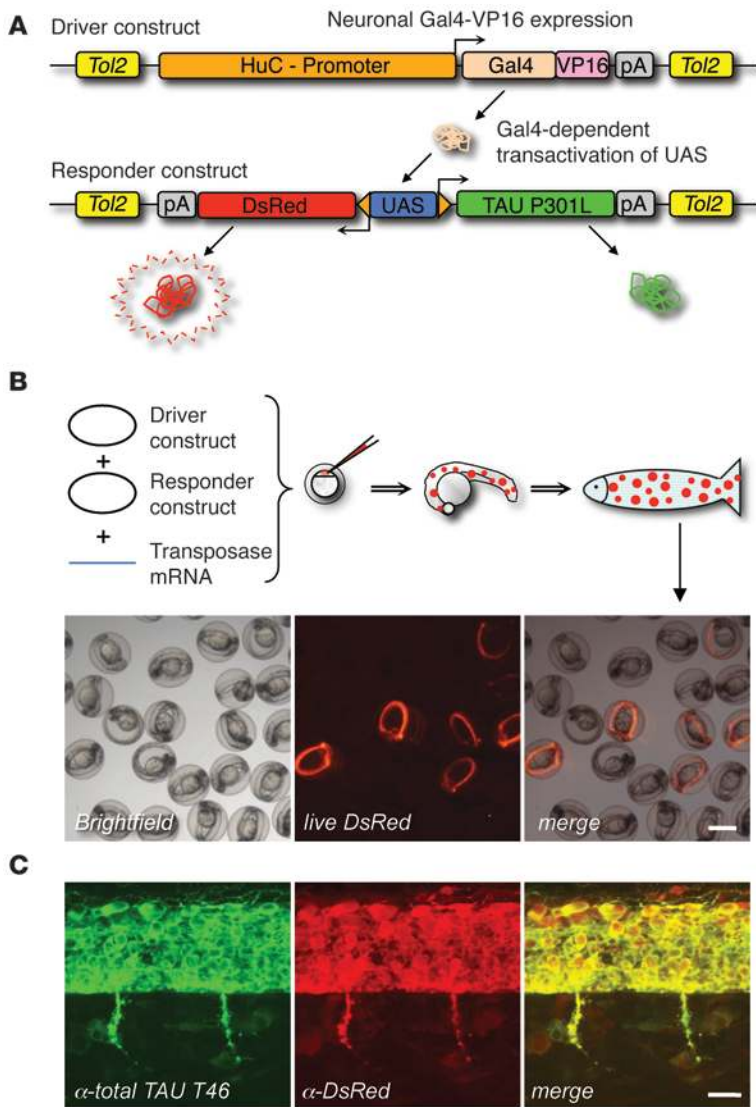 A
Driver construct
Neuronal Gal4-VP16 expression
Tol2 HuC - Promoter Gal4 VP16 pA Tol2
Gal4-dependent
transactivation of UAS
Responder construct
Tol2 pA DsRed UAS TAU P301L pA Tol2
B
Driver
construct
+
Responder
construct
+
Transposase
mRNA
Brightfield live DsRed merge
C
α-total TAU T46 α-DsRed merge